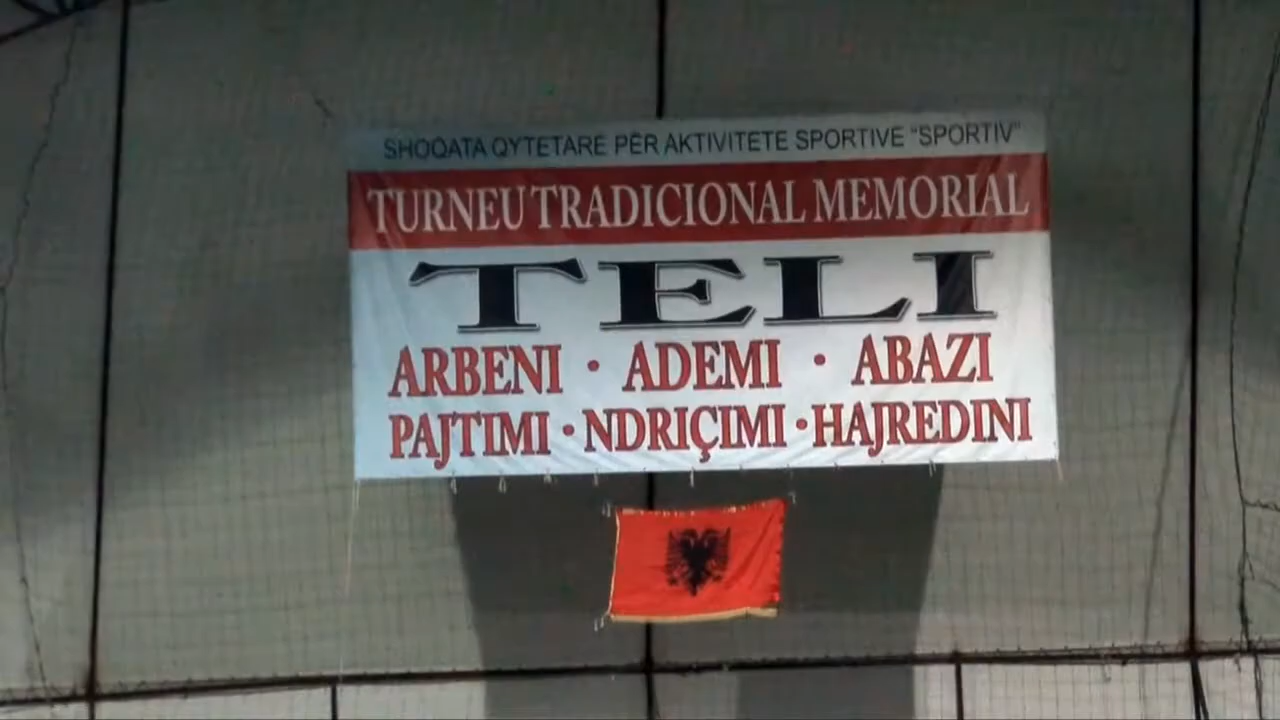 SHOQATA QYTETARE PËR AKTIVITETE SPORTIVE “SPORTIV”
TURNEU TRADICIONAL MEMORIAL
TELI
ARBENI • ADEMI • ABAZI
PAJTIMI • NDRIÇIMI • HAJREDINI